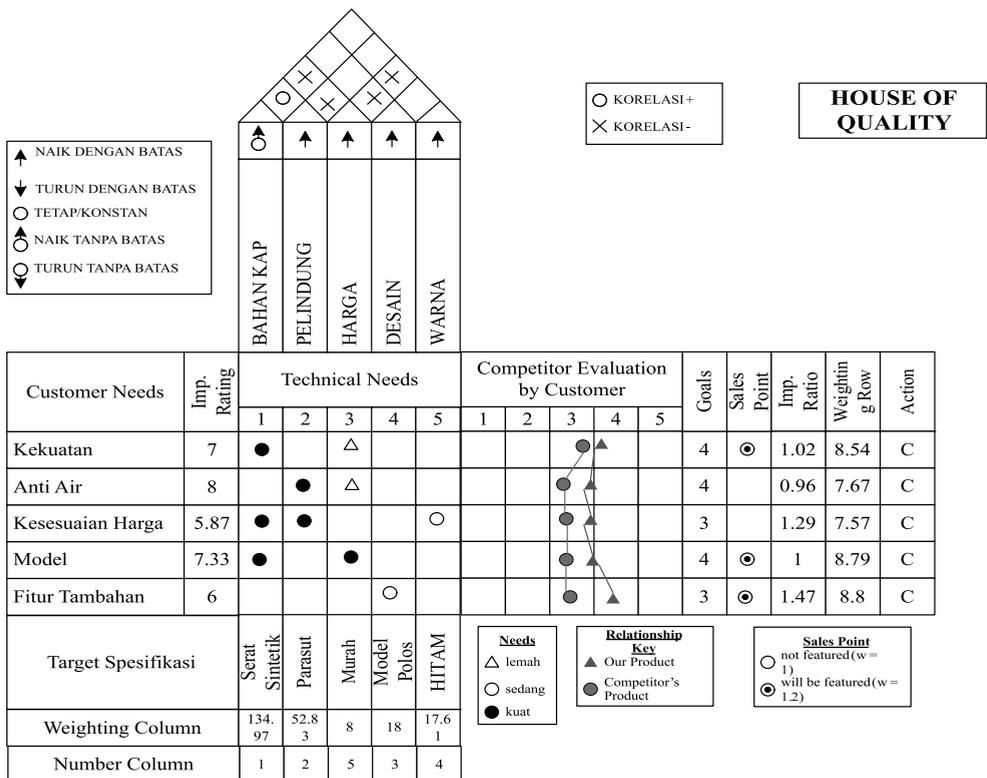 KORELASI+
KORELASI-
HOUSE OF
QUALITY
NAIK DENGAN BATAS
TURUN DENGAN BATAS
TETAP/KONSTAN
NAIK TANPA BATAS
TURUN TANPA BATAS
BAHAN KAP
PELINDUNG
HARGA
DESAIN
WARNA
Customer Needs
Imp.
Rating
Technical Needs
1 2 3 4 5
Competitor Evaluation
by Customer
1 2 3 4 5
Goals
Sales
Point
Imp.
Ratio
Weightin
g Row
Action
Kekuatan 7 4 1.02 8.54 C
Anti Air 8 4 0.96 7.67 C
Kesesuaian Harga 5.87 3 1.29 7.57 C
Model 7.33 4 1 8.79 C
Fitur Tambahan 6 3 1.47 8.8 C
Target Spesifikasi
Serat
Sintetik
Parasut
Murah
Model
Polos
HITAM
Weighting Column
134.
97
52.8
3
8
18
17.6
1
Number Column 1 2 5 3 4
Needs
lemah
sedang
kuat
Relationship
Key
Our Product
Competitor's
Product
Sales Point
not featured(w =
1)
will be featured(w =
1.2)